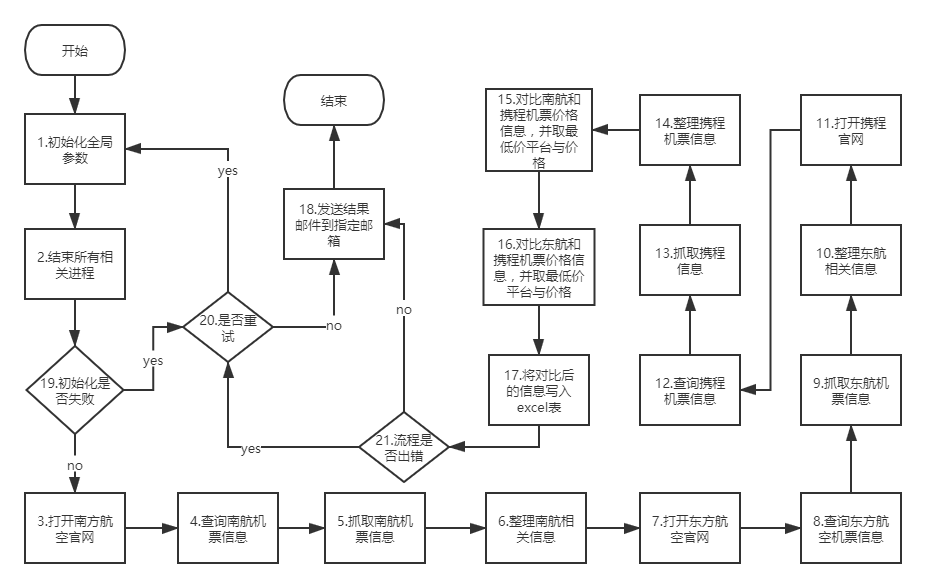 开始
1.初始化全局
参数
2.结束所有相
关进程
19.初始化是
否失败
yes
no
20.是否重
试
yes
no
结束
18.发送结果
邮件到指定邮
箱
no
21.流程是
否出错
yes
15.对比南航和
携程机票价格
信息，并取最
低价平台与价
格
16.对比东航和
携程机票价格信
息，并取最低价
平台与价格
17.将对比后
的信息写入
excel表
14.整理携程
机票信息
13.抓取携程
信息
12.查询携程
机票信息
11.打开携程
官网
10.整理东航
相关信息
9.抓取东航机
票信息
3.打开南方航
空官网
4.查询南航机
票信息
5.抓取南航机
票信息
6.整理南航相
关信息
7.打开东方航
空官网
8.查询东方航
空机票信息